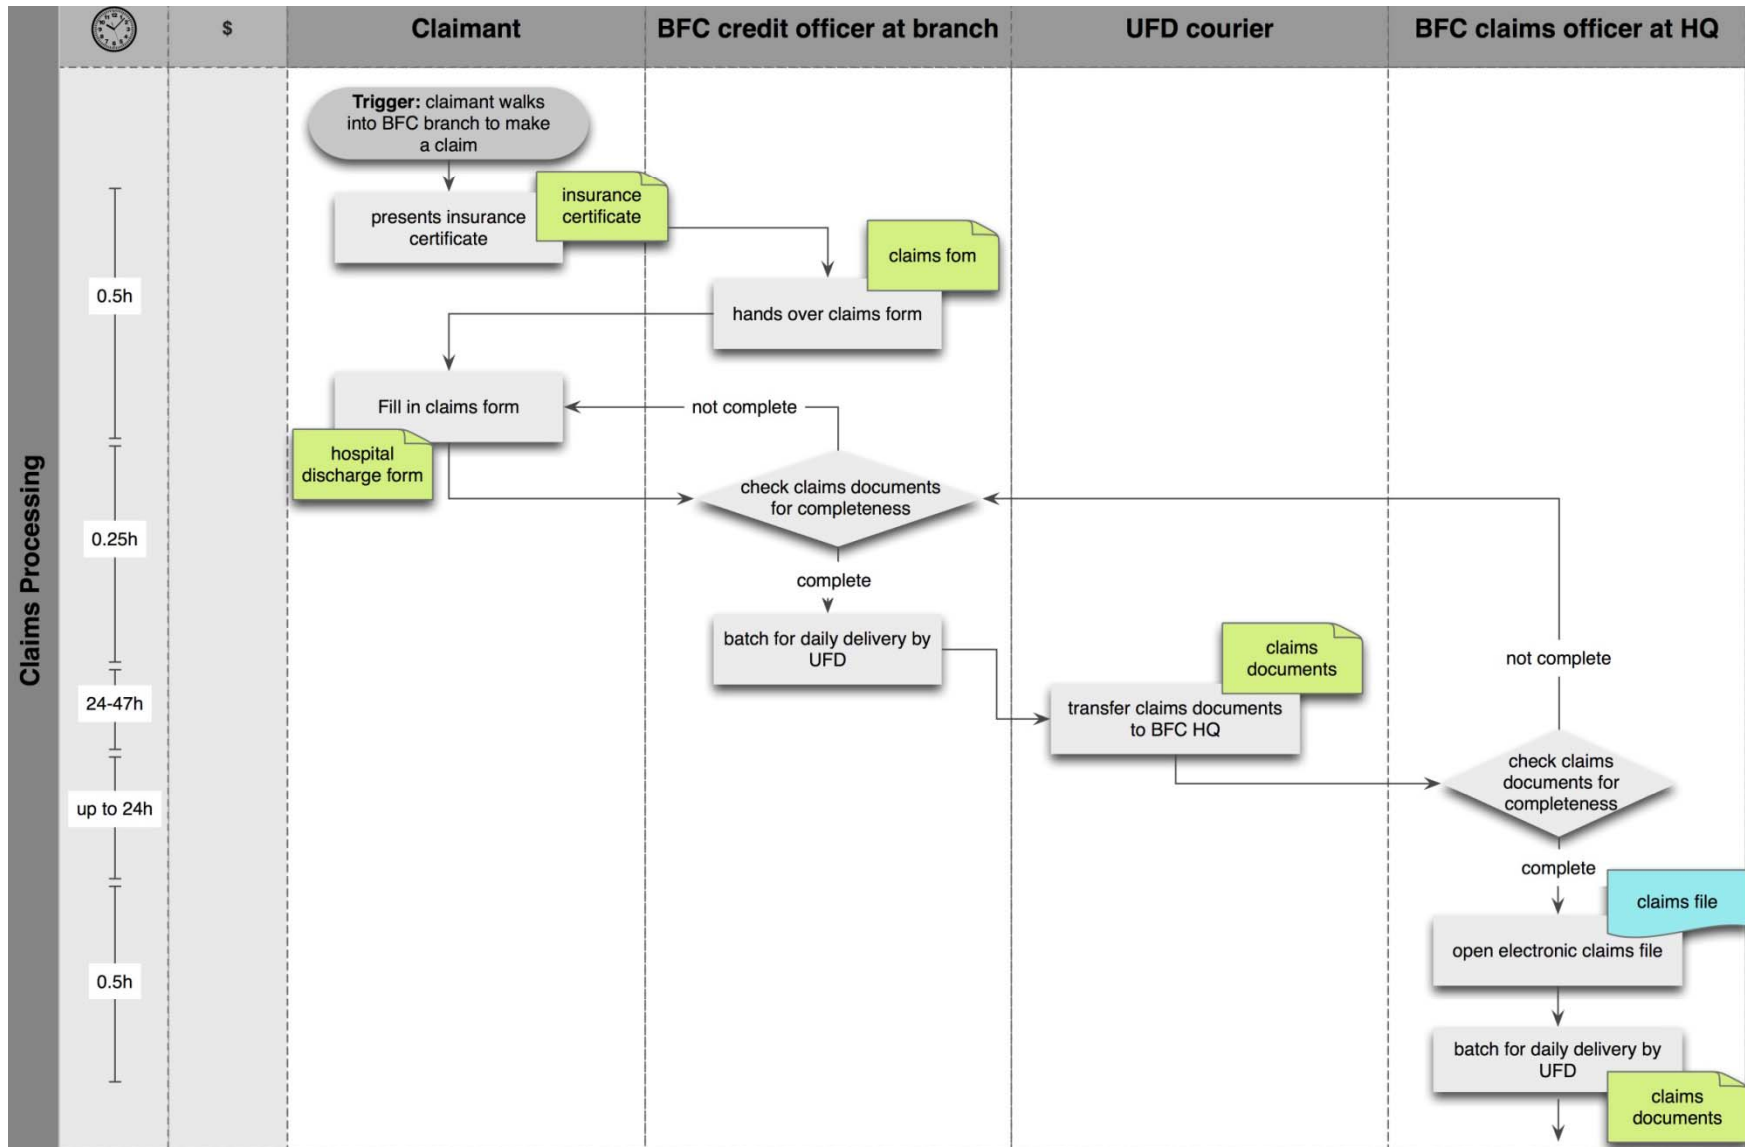 $
Claimant
BFC credit officer at branch
UFD courier
BFC claims officer at HQ
Claims Processing
Trigger: claimant walks
into BFC branch to make
a claim
presents insurance
certificate
insurance
certificate
claims fom
0.5h
hands over claims form
Fill in claims form
not complete
hospital
discharge form
check claims documents
for completeness
0.25h
complete
batch for daily delivery by
UFD
claims
documents
not complete
24-47h
transfer claims documents
to BFC HQ
check claims
documents for
completeness
up to 24h
complete
claims file
open electronic claims file
0.5h
batch for daily delivery by
UFD
claims
documents